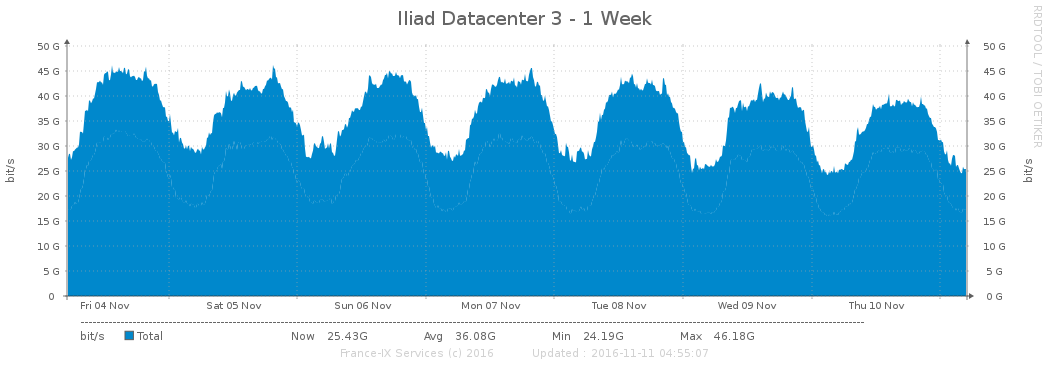 Iliad Datacenter 3 - 1 Week
RRDTOOL / TOBI OETIKER
50 G 50 G
45 G 45 G
40 G 40 G
35 G 35 G
30 G 30 G
25 G 25 G
20 G 20 G
15 G 15 G
10 G 10 G
5 G 5 G
0 0 G
bit/s
bit/s
Fri 04 Nov Sat 05 Nov Sun 06 Nov Mon 07 Nov Tue 08 Nov Wed 09 Nov Thu 10 Nov
bit/s Total Now 25.43G Avg 36.08G Min 24.19G Max 46.18G
France-IX Services (c) 2016 Updated : 2016-11-11 04:55:07